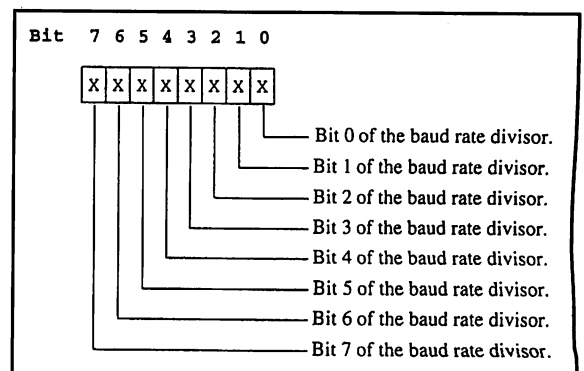 Bit 7 6 5 4 3 2 1 0
X X X X X X X X
Bit 0 of the baud rate divisor.
Bit 1 of the baud rate divisor.
Bit 2 of the baud rate divisor.
Bit 3 of the baud rate divisor.
Bit 4 of the baud rate divisor.
Bit 5 of the baud rate divisor.
Bit 6 of the baud rate divisor.
Bit 7 of the baud rate divisor.